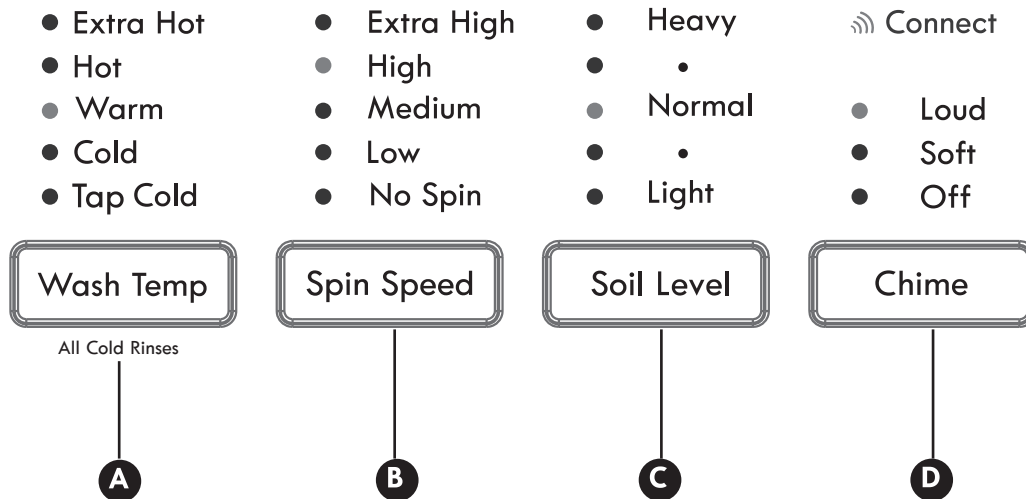 Extra Hot
Hot
Warm
Cold
Tap Cold
Wash Temp
All Cold Rinses
A
Extra High
High
Medium
Low
No Spin
Spin Speed
B
Heavy
•
Normal
•
Light
Soil Level
C
Connect
Loud
Soft
Off
Chime
D